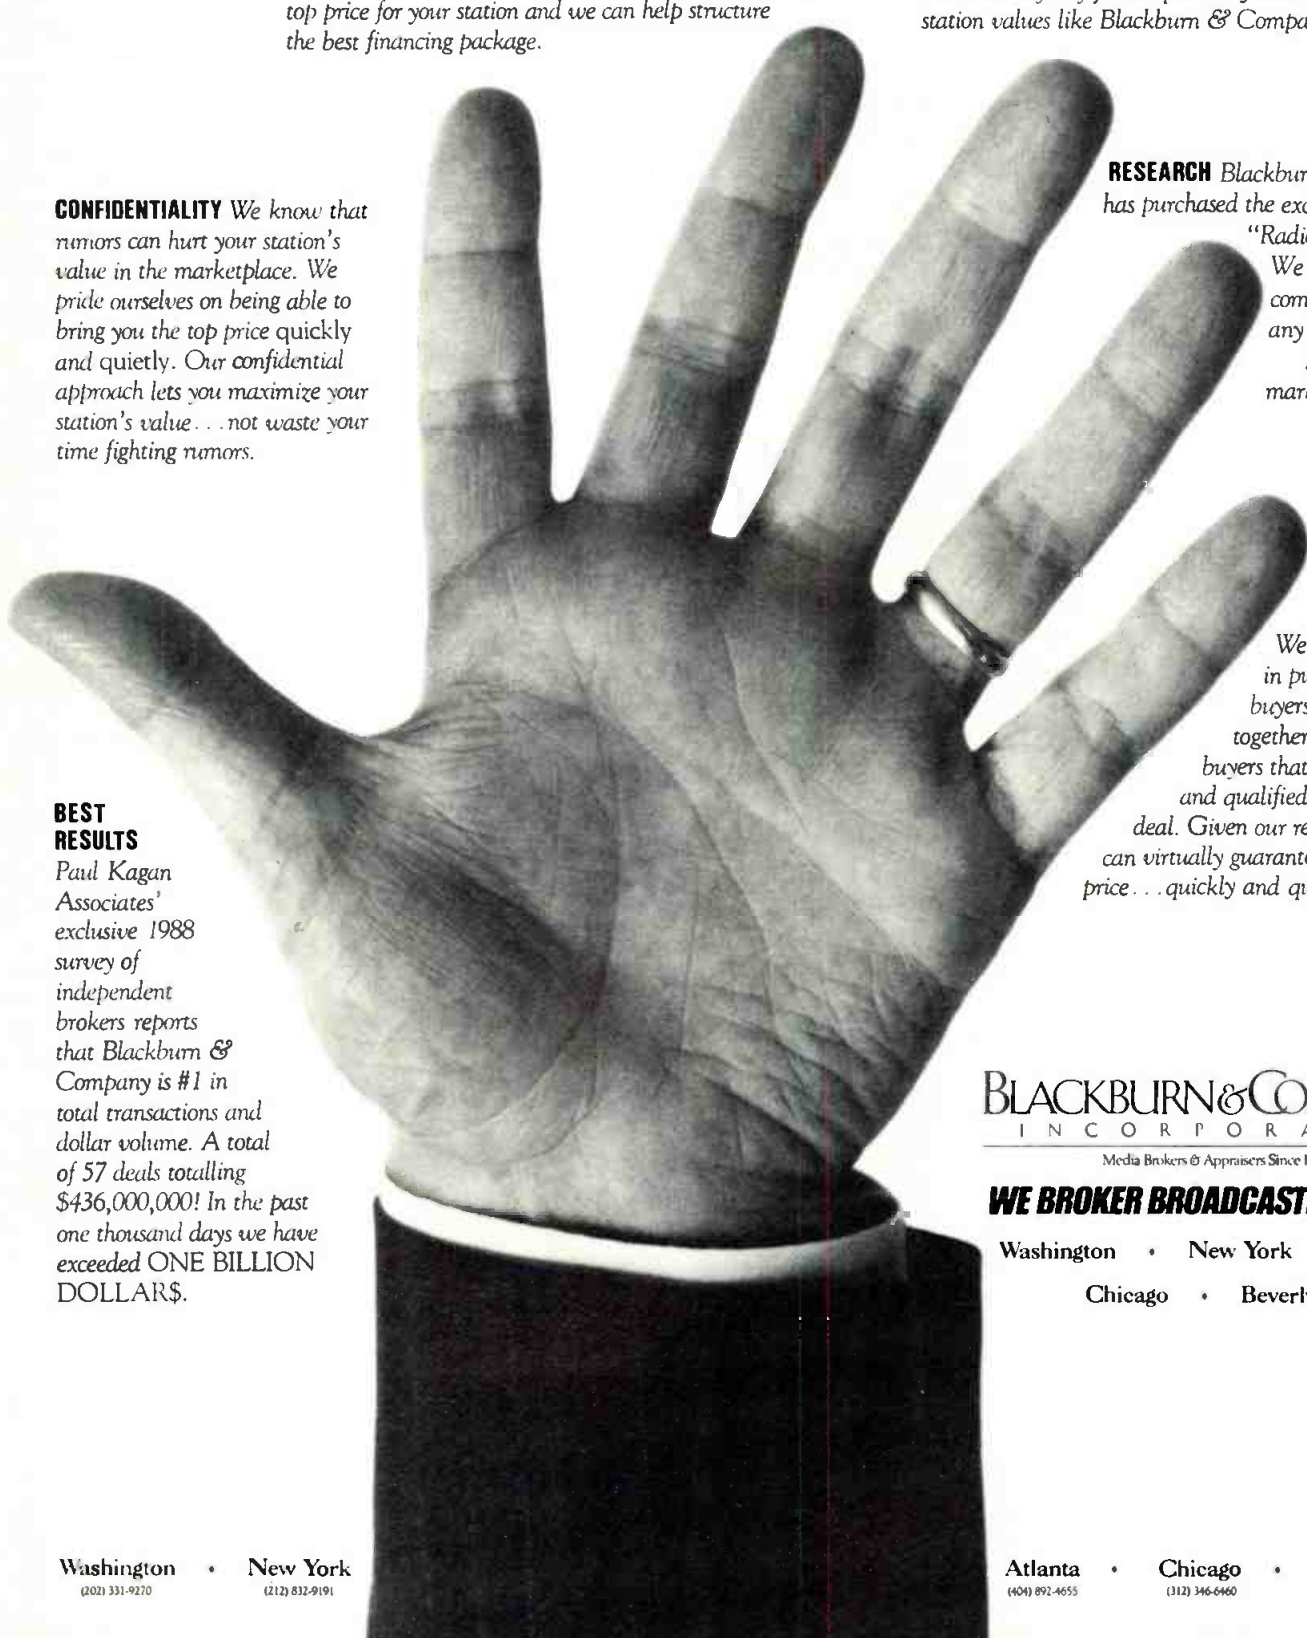 top price for your station and we can help structure
the best financing package.
station values like Blackburn & Compa
CONFIDENTIALITY We know that
rumors can hurt your station's
value in the marketplace. We
pride ourselves on being able to
bring you the top price quickly
and quietly. Our confidential
approach lets you maximize your
station's value. . .not waste your
time fighting rumors.
RESEARCH Blackbur
has purchased the exc
"Radi
We
com
any
mar
BEST
RESULTS
Paul Kagan
Associates'
exclusive 1988
survey of
independent
brokers reports
that Blackburn &
Company is #1 in
total transactions and
dollar volume. A total
of 57 deals totalling
$436,000,000! In the past
one thousand days we have
exceeded ONE BILLION
DOLLAR$.
We
in pu
buyers
together
buyers that
and qualified
deal. Given our re
can virtually guarant
price. . .quickly and qu
BLACKBURN&CO
INCORPORA
Media Brokers & Appraisers Since
WE BROKER BROADCAST
Washington • New York
Chicago • Beverl
Washington • New York
(202) 331-9270 (212) 832-9191
Atlanta • Chicago •
(404) 892-4655 (312) 346-6460